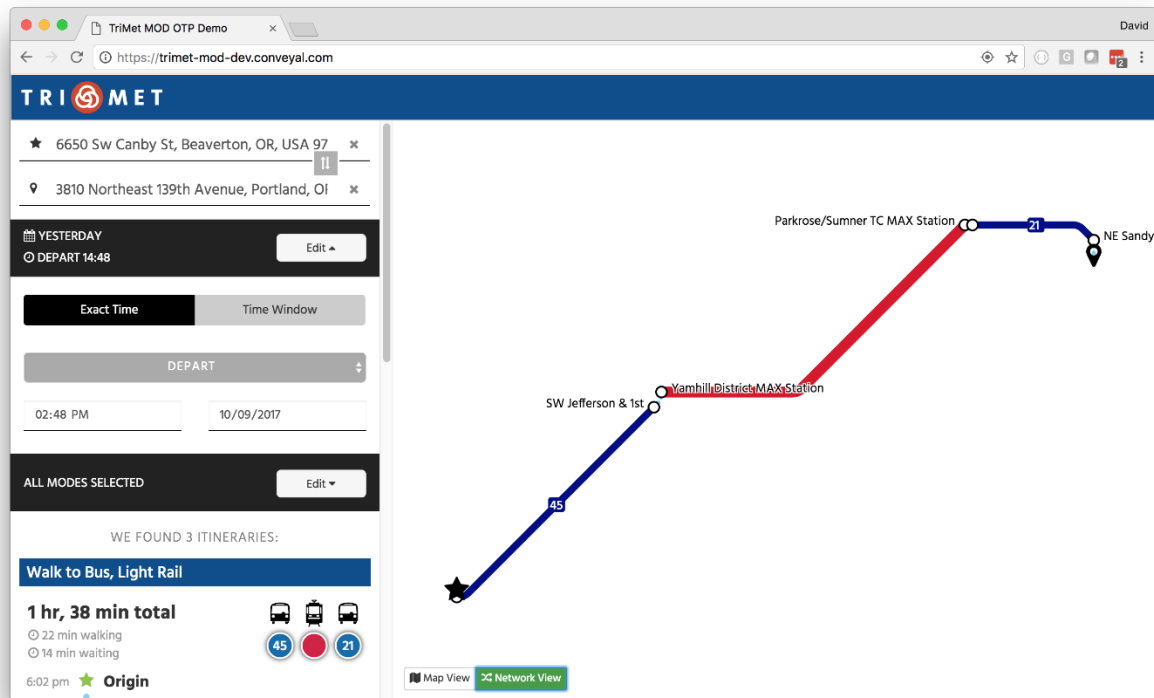 TriMet MOD OTP Demo
David
https://trimet-mod-dev.conveyal.com
2
TRI MET
6650 Sw Canby St, Beaverton, OR, USA 97
3810 Northeast 139th Avenue, Portland, OR
YESTERDAY
DEPART 14:48
Edit
Exact Time
Time Window
DEPART
02:48 PM
10/09/2017
ALL MODES SELECTED
Edit
WE FOUND 3 ITINERARIES:
Walk to Bus, Light Rail
1 hr, 38 min total
22 min walking
14 min waiting
45
21
6:02 pm
Origin
Parkrose/Sumner TC MAX Station
21
NE Sandy
Yamhill District MAX Station
SW Jefferson & 1st
45
Map View
Network View